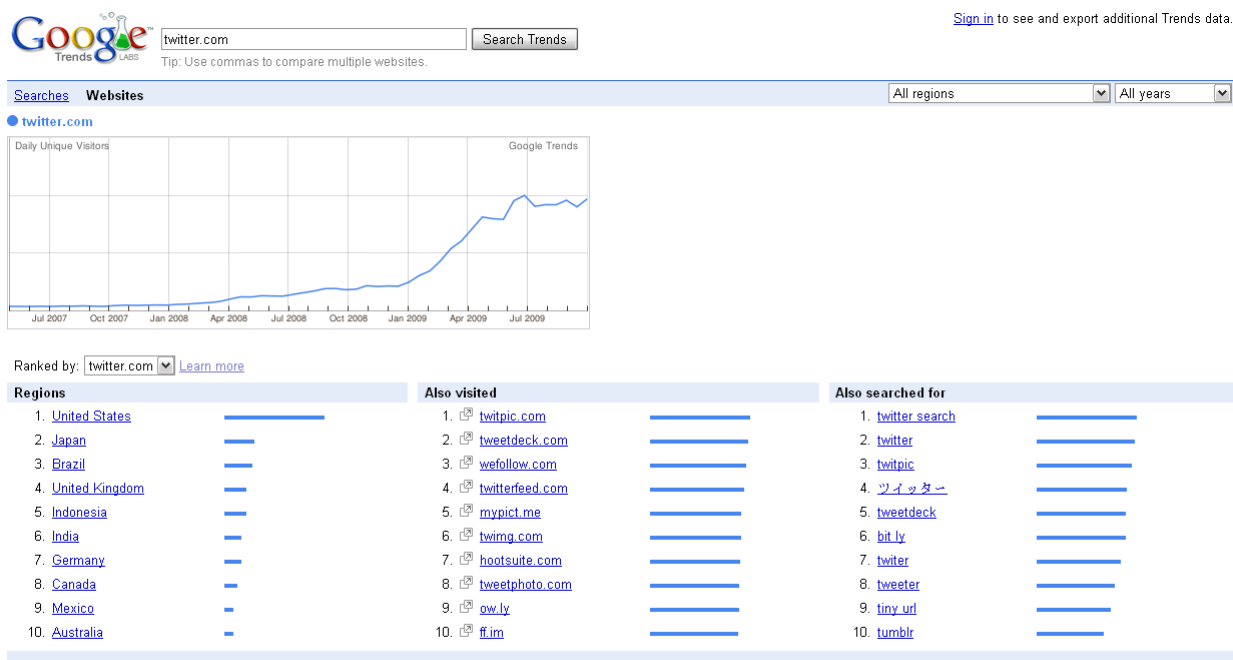 Google™
Trends LABS
twitter.com
Search Trends
Tip: Use commas to compare multiple websites.
Sign in to see and export additional Trends data.
Searches Websites
All regions
All years
twitter.com
Daily Unique Visitors
Google Trends
Jul 2007 Oct 2007 Jan 2008 Apr 2008 Jul 2008 Oct 2008 Jan 2009 Apr 2009 Jul 2009
Ranked by: twitter.com Learn more
Regions
1. United States
2. Japan
3. Brazil
4. United Kingdom
5. Indonesia
6. India
7. Germany
8. Canada
9. Mexico
10. Australia
Also visited
1. twitpic.com
2. tweetdeck.com
3. wefollow.com
4. twitterfeed.com
5. mypict.me
6. twimg.com
7. hootsuite.com
8. tweetphoto.com
9. ow.ly
10. ff.im
Also searched for
1. twitter search
2. twitter
3. twitpic
4. ツイッター
5. tweetdeck
6. bit ly
7. twiter
8. tweeter
9. tiny url
10. tumblr